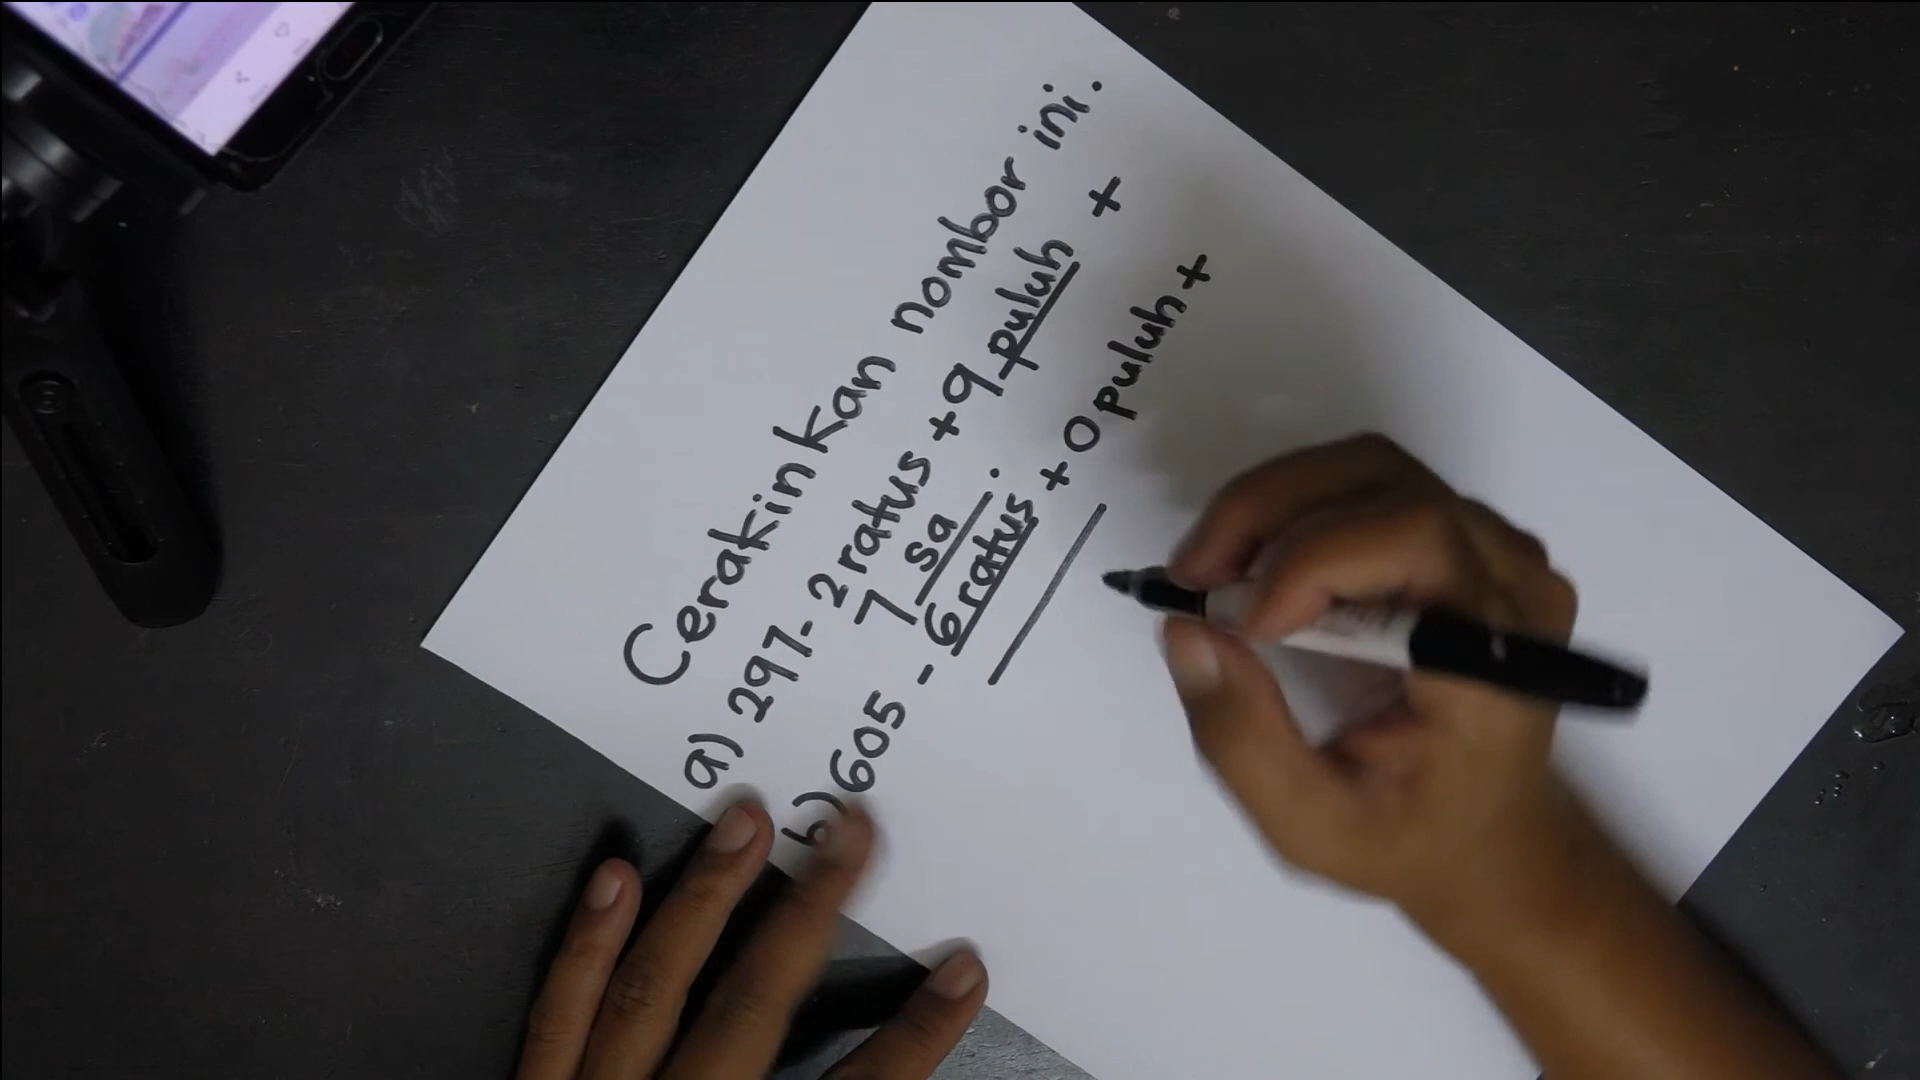 Cerakinkan nombor ini.
a) 297- 2 ratus + 9 puluh +
7 sa.
b) 605 - 6 ratus + 0 puluh +